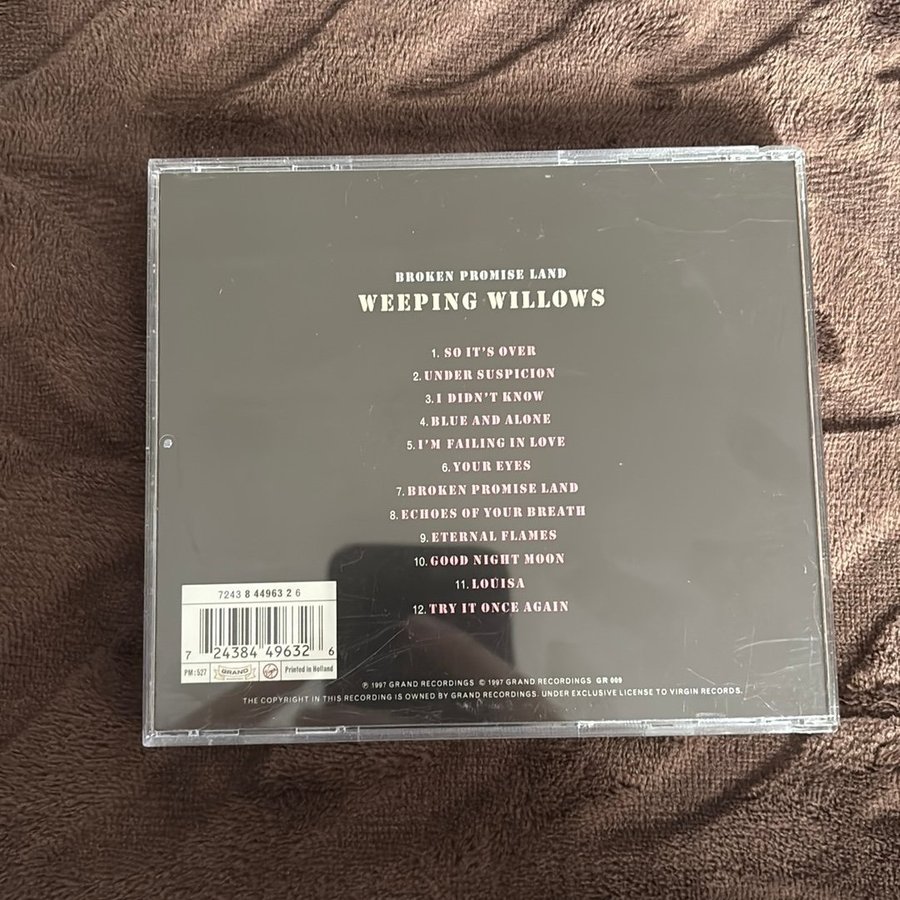 BROKEN PROMISE LAND
WEEPING WILLOWS
1. SO IT'S OVER
2. UNDER SUSPICION
3. I DIDN'T KNOW
4. BLUE AND ALONE
5. I'M FAILING IN LOVE
6. YOUR EYES
7. BROKEN PROMISE LAND
8. ECHOES OF YOUR BREATH
9. ETERNAL FLAMES
10. GOOD NIGHT MOON
11. LOUISA
12. TRY IT ONCE AGAIN
7243 8 44963 2 6
7 24384 49632 6
PM:527 GRAND Virgin Printed in Holland
℗ 1997 GRAND RECORDINGS © 1997 GRAND RECORDINGS GR 009
THE COPYRIGHT IN THIS RECORDING IS OWNED BY GRAND RECORDINGS. UNDER EXCLUSIVE LICENSE TO VIRGIN RECORDS.